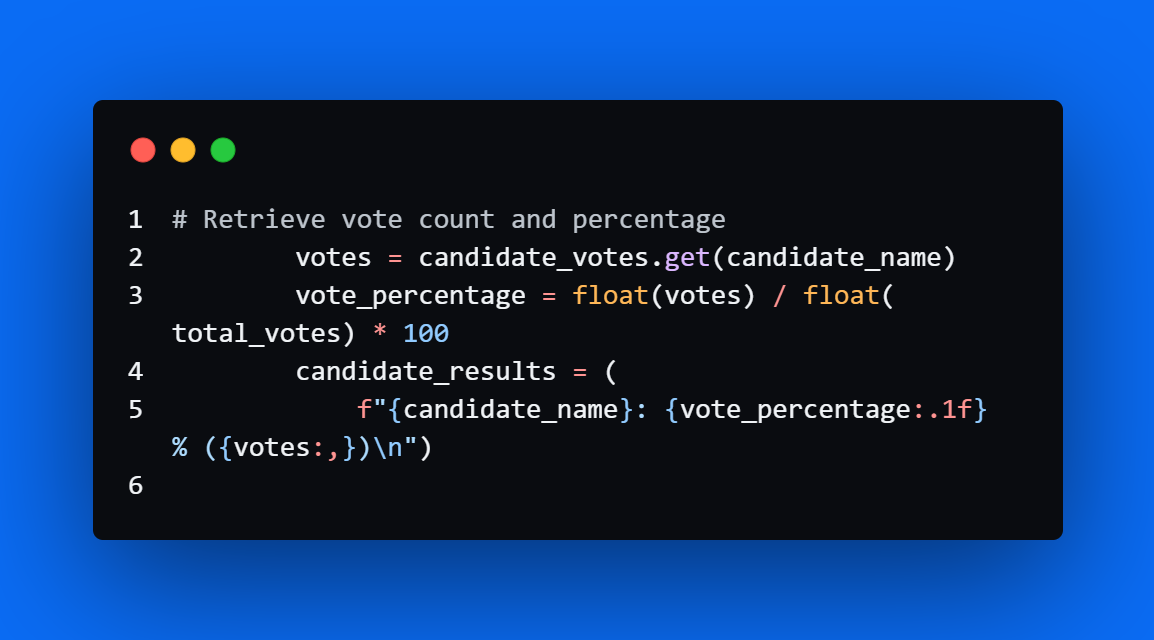 1 # Retrieve vote count and percentage
2         votes = candidate_votes.get(candidate_name)
3         vote_percentage = float(votes) / float(
total_votes) * 100
4         candidate_results = (
5             f"{candidate_name}: {vote_percentage:.1f}
% ({votes:,})\n")
6